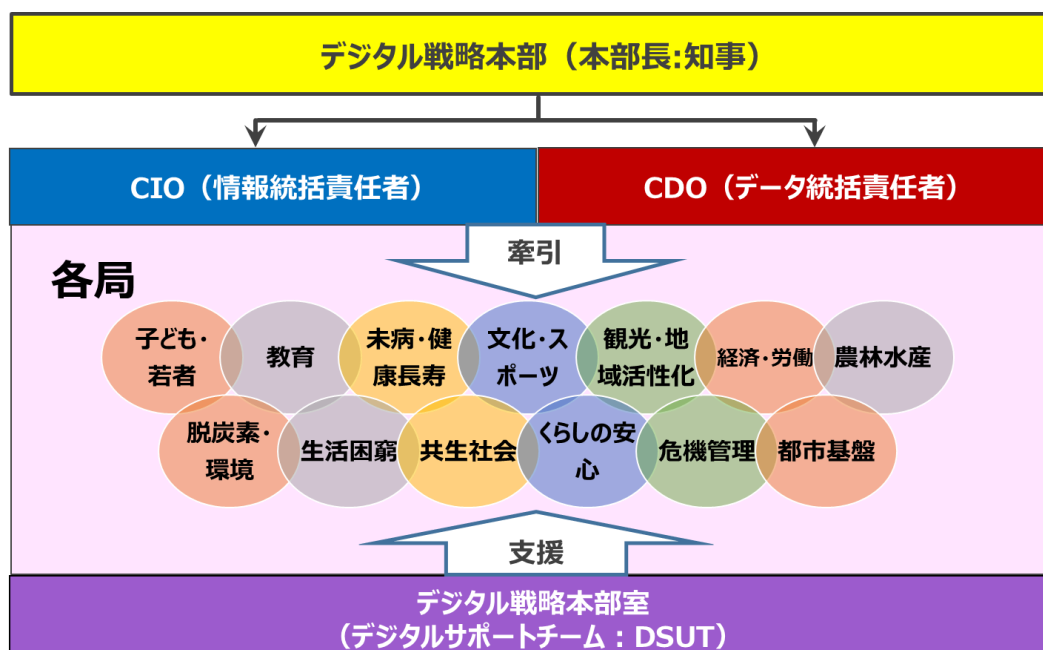 デジタル戦略本部（本部長:知事）
CIO（情報統括責任者）
CDO（データ統括責任者）
牽引
各局
子ども・
若者
教育
未病・健
康長寿
文化・ス
ポーツ
観光・地
域活性化
経済・労働
農林水産
脱炭素・
環境
生活困窮
共生社会
くらしの安
心
危機管理
都市基盤
支援
デジタル戦略本部室
（デジタルサポートチーム：DSUT）